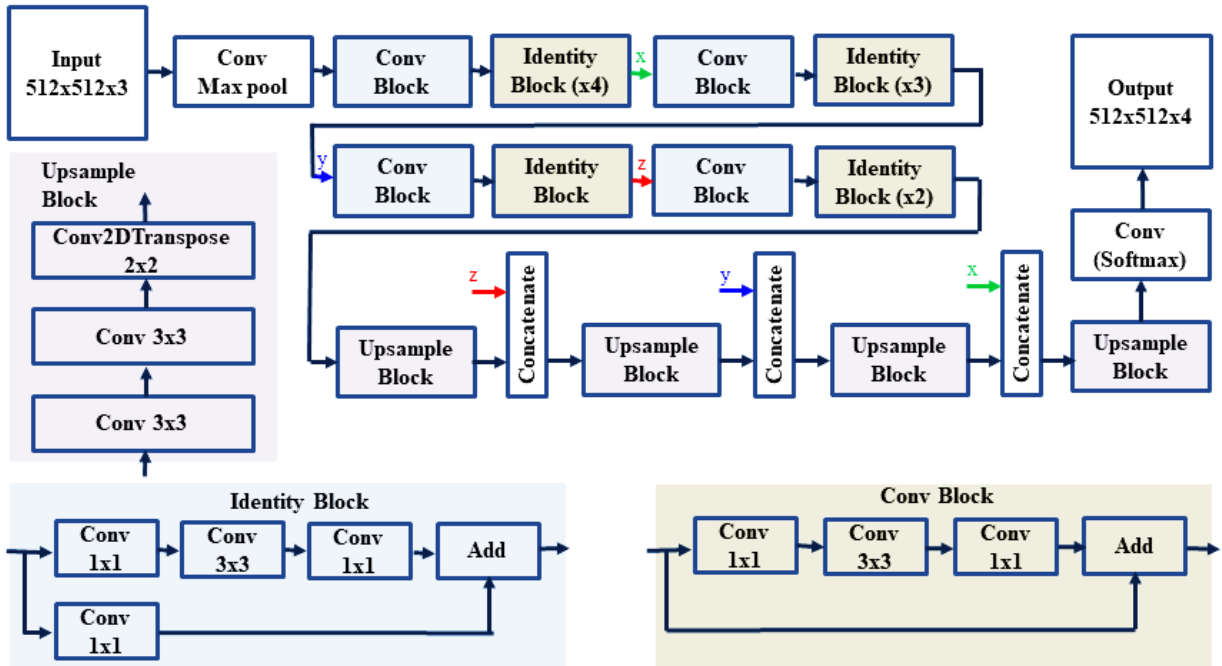 Input
512x512x3
Conv
Max pool
Conv
Block
Identity
Block (x4)
x
Conv
Block
Identity
Block (x3)
Output
512x512x4
y
Conv
Block
Identity
Block
z
Conv
Block
Identity
Block (x2)
Upsample
Block
Conv2DTranspose
2x2
Conv 3x3
Conv 3x3
Conv
(Softmax)
Upsample
Block
z
Concatenate
Upsample
Block
y
Concatenate
Upsample
Block
x
Concatenate
Upsample
Block
Identity Block
Conv
1x1
Conv
3x3
Conv
1x1
Add
Conv
1x1
Conv Block
Conv
1x1
Conv
3x3
Conv
1x1
Add